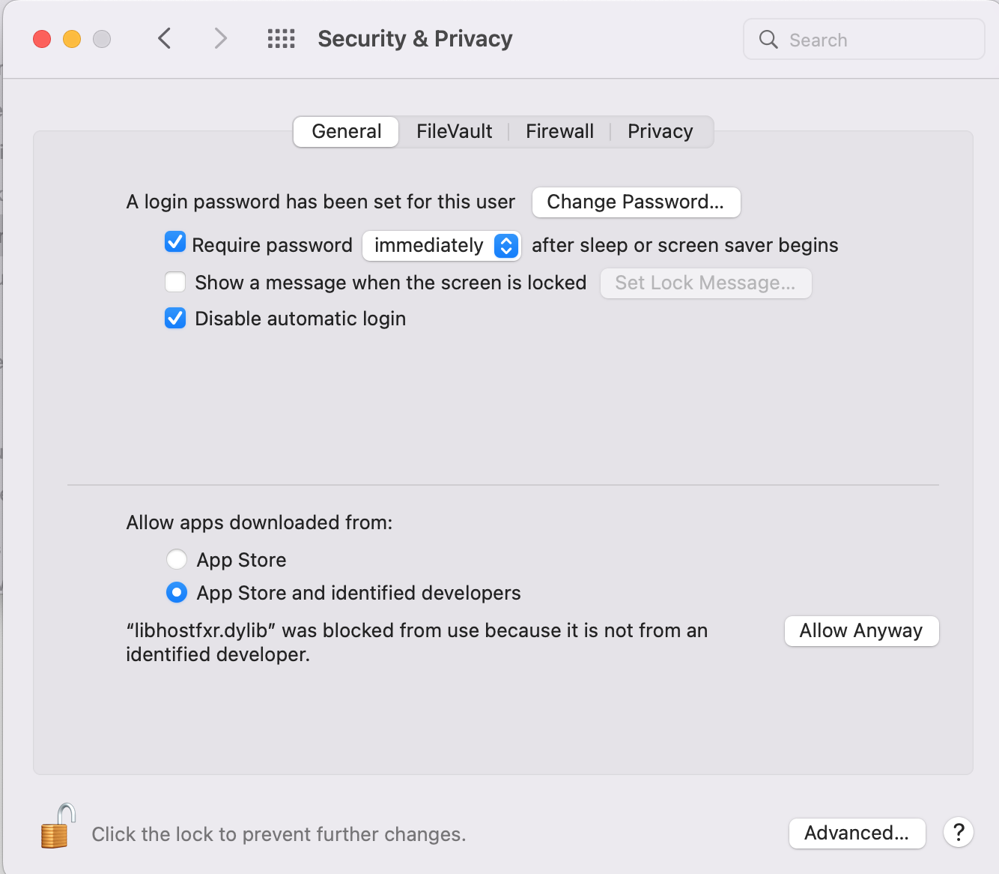 Security & Privacy
Search
General
FileVault
Firewall
Privacy
A login password has been set for this user
Change Password...
Require password
immediately
after sleep or screen saver begins
Show a message when the screen is locked
Set Lock Message...
Disable automatic login
Allow apps downloaded from:
App Store
App Store and identified developers
“libhostfxr.dylib” was blocked from use because it is not from an
identified developer.
Allow Anyway
Click the lock to prevent further changes.
Advanced...
?